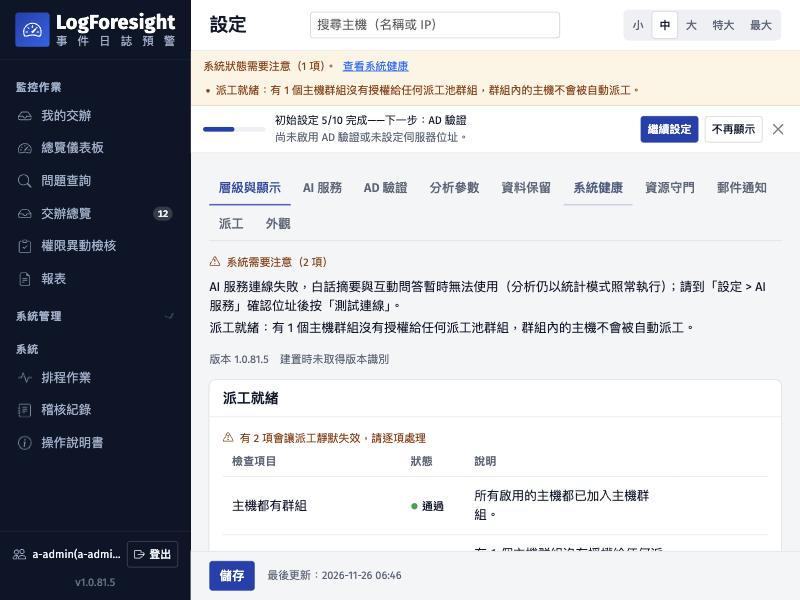 LogForesight
事件日誌預警
監控作業
我的交辦
總覽儀表板
問題查詢
交辦總覽 12
權限異動檢核
報表
系統管理
系統
排程作業
稽核紀錄
操作說明書
a-admin(a-admi... 登出
v1.0.81.5
設定
搜尋主機（名稱或 IP）
小 中 大 特大 最大
系統狀態需要注意（1 項）。 查看系統健康
• 派工就緒：有 1 個主機群組沒有授權給任何派工池群組，群組內的主機不會被自動派工。
初始設定 5/10 完成——下一步：AD 驗證
尚未啟用 AD 驗證或未設定伺服器位址。
繼續設定 不再顯示
層級與顯示 AI 服務 AD 驗證 分析參數 資料保留 系統健康 資源守門 郵件通知
派工 外觀
系統需要注意（2 項）
AI 服務連線失敗，白話摘要與互動問答暫時無法使用（分析仍以統計模式照常執行）；請到「設定 > AI
服務」確認位址後按「測試連線」。
派工就緒：有 1 個主機群組沒有授權給任何派工池群組，群組內的主機不會被自動派工。
版本 1.0.81.5 建置時未取得版本識別
派工就緒
有 2 項會讓派工靜默失效，請逐項處理
檢查項目 狀態 說明
主機都有群組 通過 所有啟用的主機都已加入主機群
組。
儲存 最後更新：2026-11-26 06:46